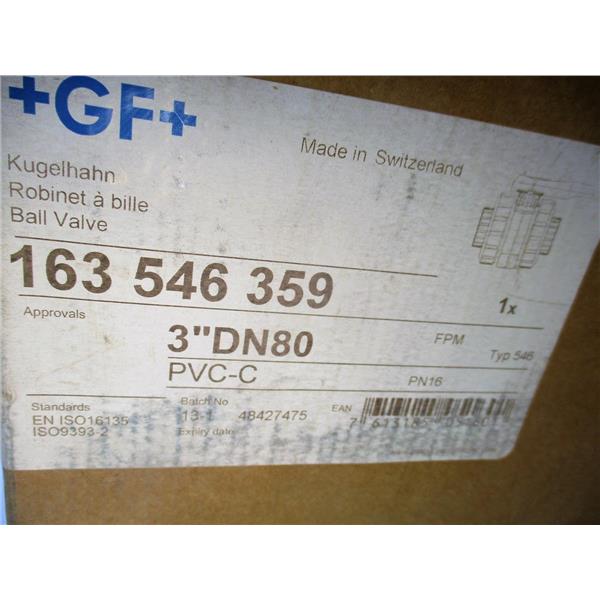 +GF+
Made in Switzerland
Kugelhahn
Robinet à bille
Ball Valve
163 546 359
1x
Approvals
3"DN80
FPM
Typ 546
PVC-C
PN16
Standards
EN ISO16135
ISO9393-2
Batch No
13-1 48427475
Expiry date
EAN